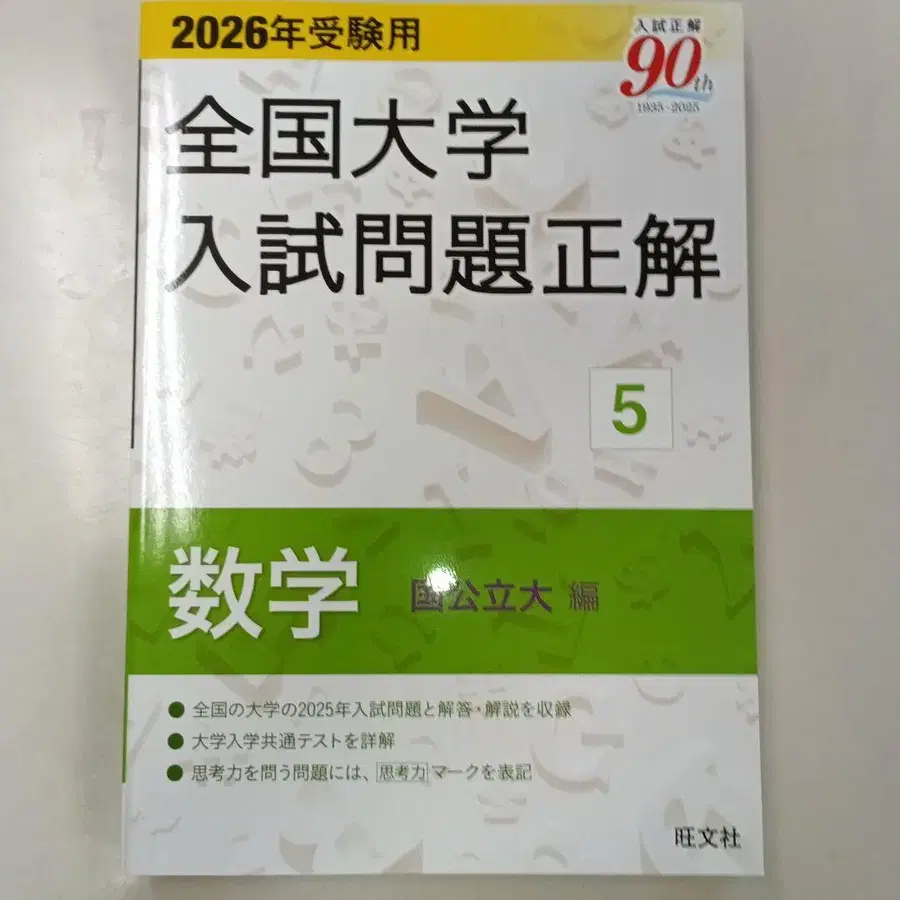 2026年受験用
入試正解
90th
1935-2025
全国大学
入試問題正解
5
数学 国公立大 編
● 全国の大学の2025年入試問題と解答・解説を収録
● 大学入学共通テストを詳解
● 思考力を問う問題には、思考力マークを表記
旺文社